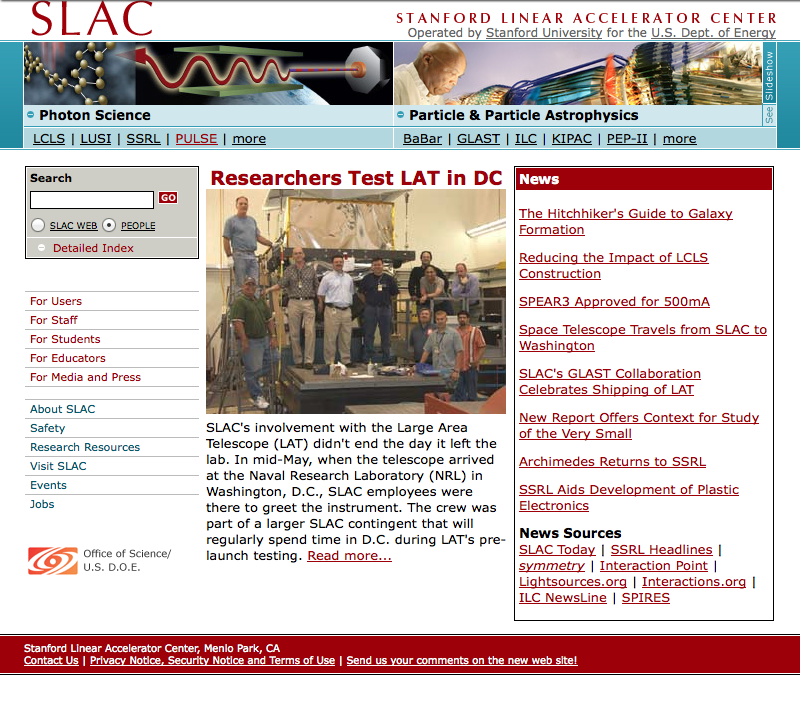 SLAC
STANFORD LINEAR ACCELERATOR CENTER
Operated by Stanford University for the U.S. Dept. of Energy
See Slideshow
Photon Science
LCLS | LUSI | SSRL | PULSE | more
Particle & Particle Astrophysics
BaBar | GLAST | ILC | KIPAC | PEP-II | more
Search
GO
SLAC WEB PEOPLE
Detailed Index
For Users
For Staff
For Students
For Educators
For Media and Press
About SLAC
Safety
Research Resources
Visit SLAC
Events
Jobs
Office of Science/
U.S. D.O.E.
Researchers Test LAT in DC
SLAC's involvement with the Large Area
Telescope (LAT) didn't end the day it left the
lab. In mid-May, when the telescope arrived
at the Naval Research Laboratory (NRL) in
Washington, D.C., SLAC employees were
there to greet the instrument. The crew was
part of a larger SLAC contingent that will
regularly spend time in D.C. during LAT's pre-
launch testing. Read more...
News
The Hitchhiker's Guide to Galaxy
Formation
Reducing the Impact of LCLS
Construction
SPEAR3 Approved for 500mA
Space Telescope Travels from SLAC to
Washington
SLAC's GLAST Collaboration
Celebrates Shipping of LAT
New Report Offers Context for Study
of the Very Small
Archimedes Returns to SSRL
SSRL Aids Development of Plastic
Electronics
News Sources
SLAC Today | SSRL Headlines |
symmetry | Interaction Point |
Lightsources.org | Interactions.org |
ILC NewsLine | SPIRES
Stanford Linear Accelerator Center, Menlo Park, CA
Contact Us | Privacy Notice, Security Notice and Terms of Use | Send us your comments on the new web site!